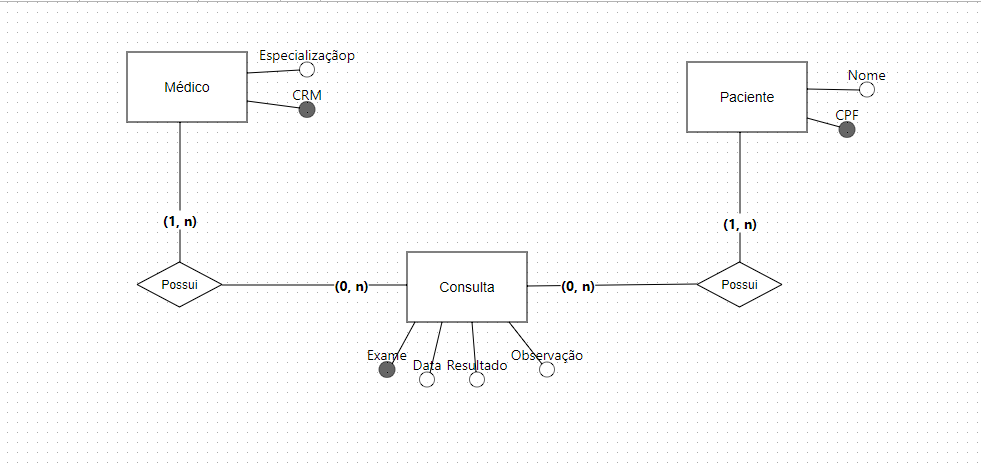 Especializaçãop
Médico
CRM
Nome
Paciente
CPF
(1, n)
(1, n)
Possui
(0, n)
Consulta
(0, n)
Possui
Exame
Data
Resultado
Observação